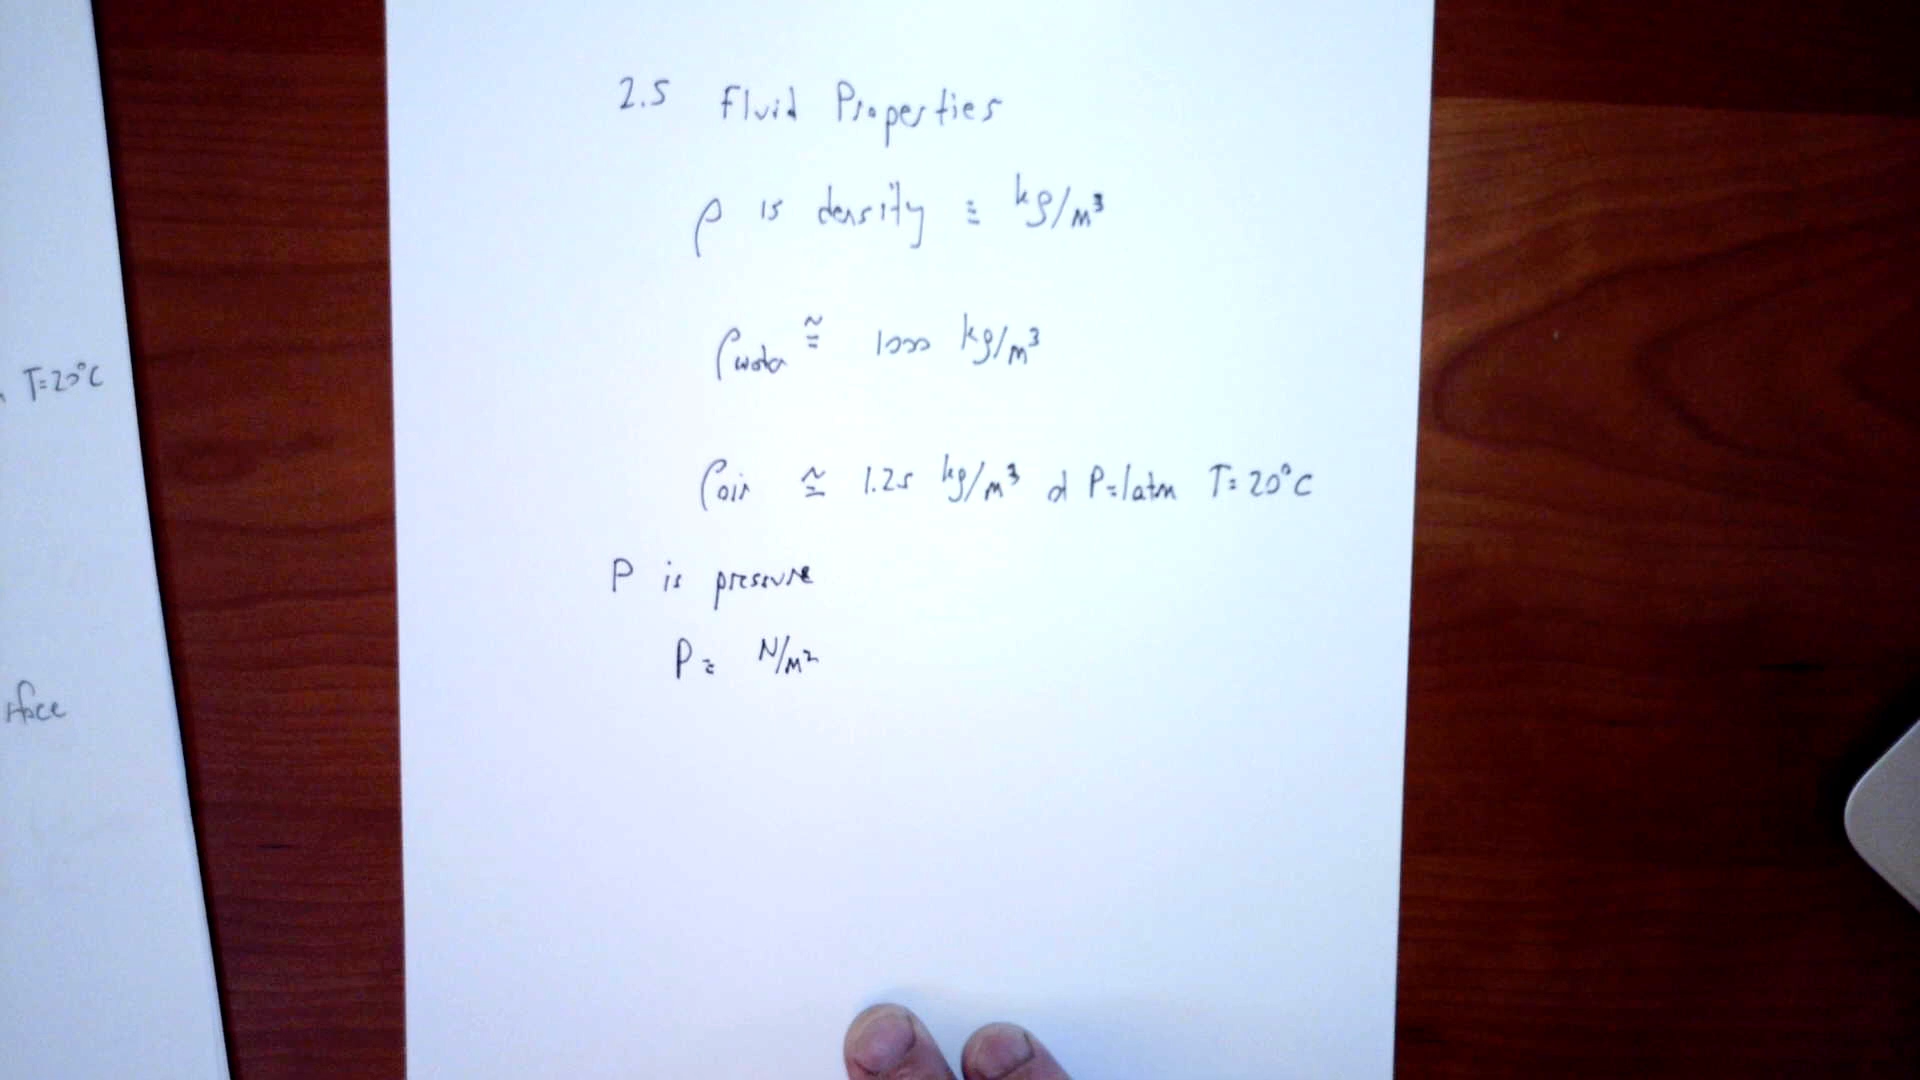 2.5 Fluid Properties
ρ is density ≡ kg/m³
ρwater ≅ 1000 kg/m³
ρair ≅ 1.25 kg/m³ at P=1atm T=20°C
P is pressure
P ≡ N/m²
T=20°C